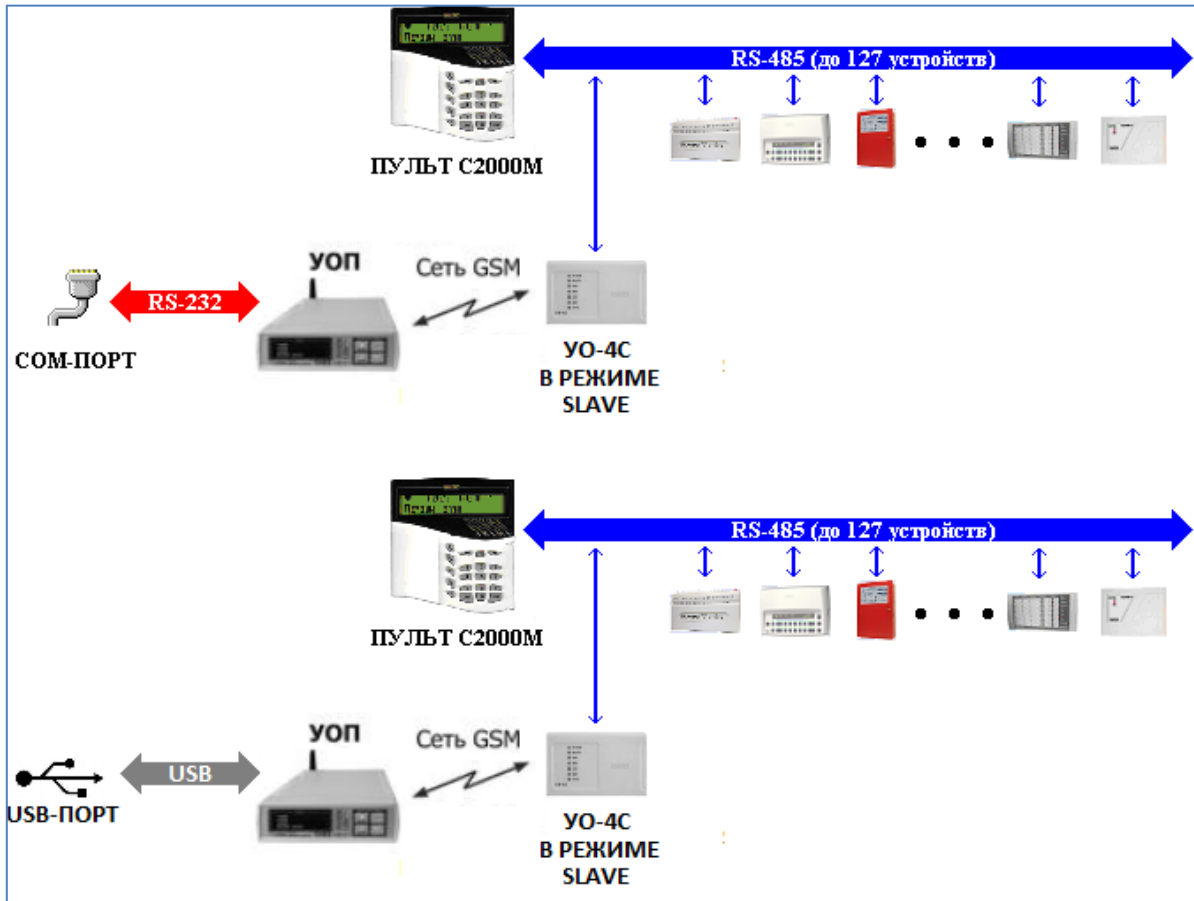 RS-485 (до 127 устройств)
ПУЛЬТ С2000М
УОП
Сеть GSM
RS-232
COM-ПОРТ
УО-4С
В РЕЖИМЕ
SLAVE
RS-485 (до 127 устройств)
ПУЛЬТ С2000М
УОП
Сеть GSM
USB
USB-ПОРТ
УО-4С
В РЕЖИМЕ
SLAVE